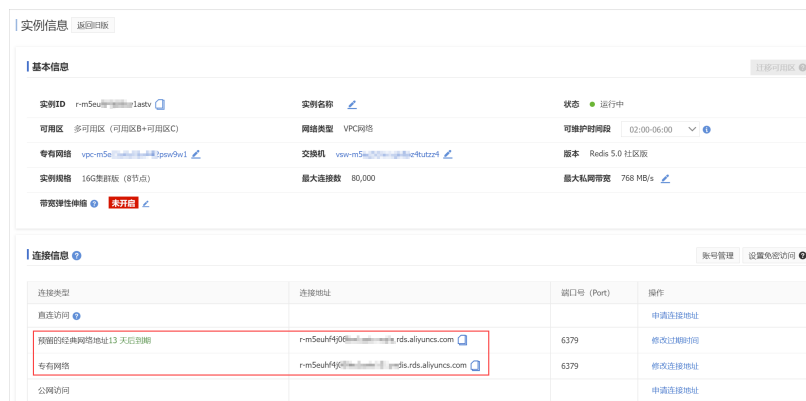 实例信息 返回旧版
基本信息 迁移可用区
实例ID r-m5eu 1astv 实例名称 状态 运行中
可用区 多可用区（可用区B+可用区C） 网络类型 VPC网络 可维护时间段 02:00-06:00
专有网络 vpc-m5e 2psw9w1 交换机 vsw-m5 z4tutzz4 版本 Redis 5.0 社区版
实例规格 16G集群版（8节点） 最大连接数 80,000 最大私网带宽 768 MB/s
带宽弹性伸缩 未开启
连接信息 账号管理 设置免密访问
连接类型 连接地址 端口号（Port） 操作
直连访问 申请连接地址
预留的经典网络地址13 天后到期 r-m5euhf4j0 .rds.aliyuncs.com 6379 修改过期时间
专有网络 r-m5euhf4j dis.rds.aliyuncs.com 6379 修改连接地址
公网访问 申请连接地址